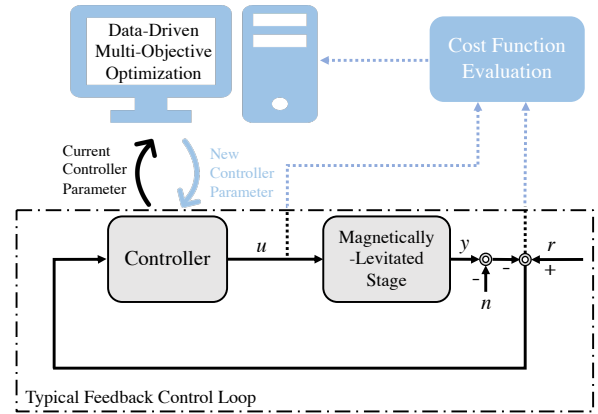 Data-Driven
Multi-Objective
Optimization
Cost Function
Evaluation
Current
Controller
Parameter
New
Controller
Parameter
Controller
u
Magnetically
-Levitated
Stage
y
-
n
-
r
+
Typical Feedback Control Loop